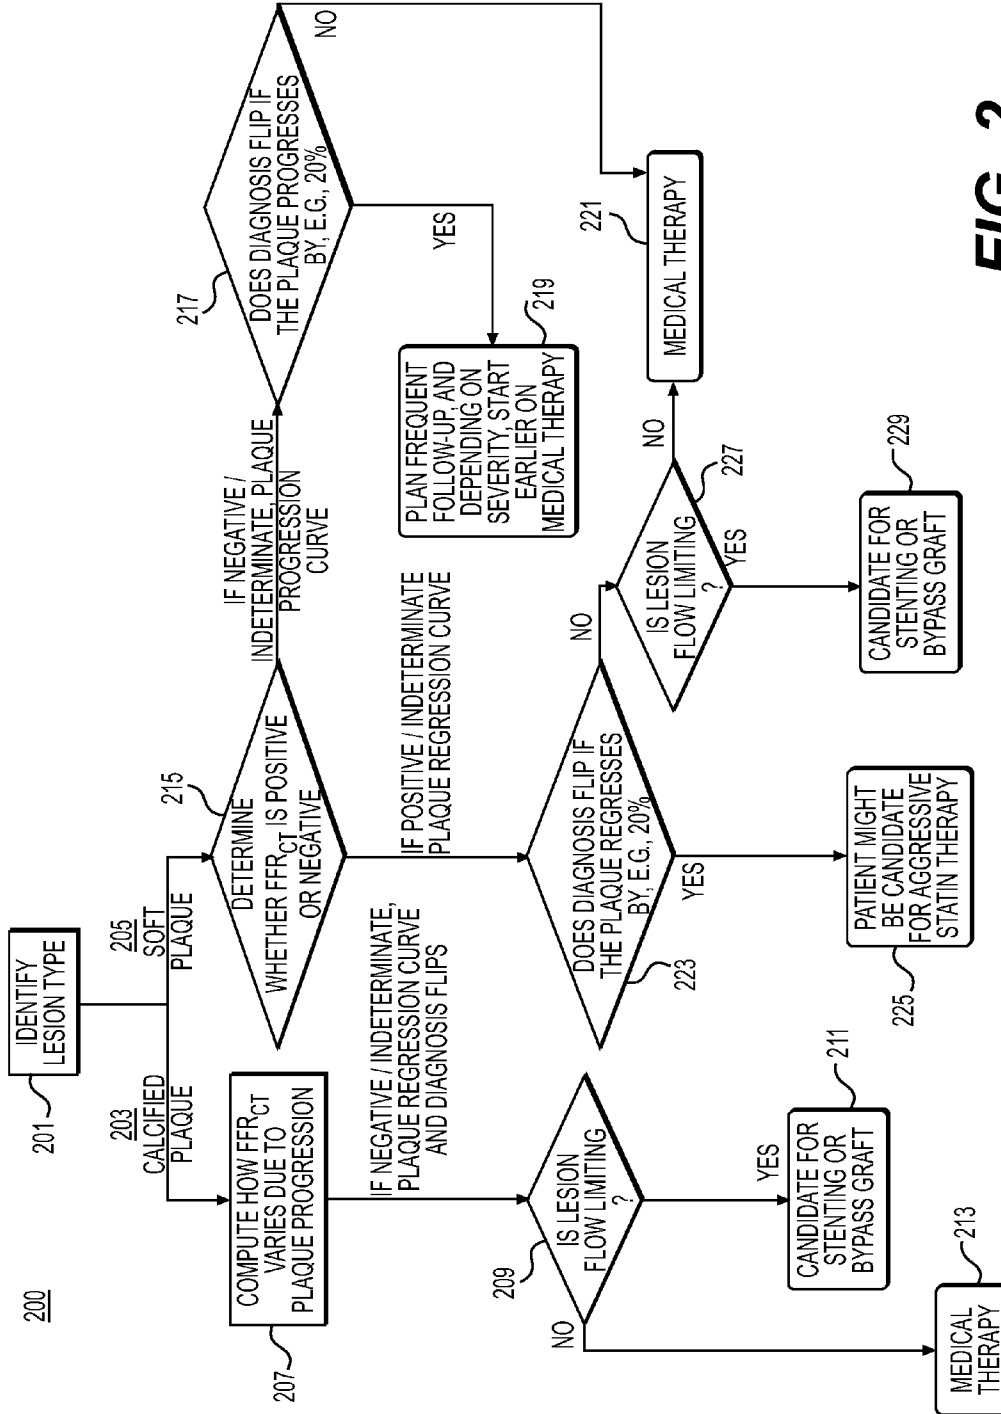 200
IDENTIFY
LESION TYPE
201
203
CALCIFIED
PLAQUE
205
SOFT
PLAQUE
COMPUTE HOW FFRCT
VARIES DUE TO
PLAQUE PROGRESSION
207
IF NEGATIVE / INDETERMINATE,
PLAQUE REGRESSION CURVE
AND DIAGNOSIS FLIPS
IS LESION
FLOW LIMITING
?
209
YES
CANDIDATE FOR
STENTING OR
BYPASS GRAFT
211
NO
MEDICAL
THERAPY
213
DETERMINE
WHETHER FFRCT IS POSITIVE
OR NEGATIVE
215
IF NEGATIVE /
INDETERMINATE, PLAQUE
PROGRESSION
CURVE
DOES DIAGNOSIS FLIP IF
THE PLAQUE PROGRESSES
BY, E.G., 20%
217
YES
PLAN FREQUENT
FOLLOW-UP, AND
DEPENDING ON
SEVERITY, START
EARLIER ON
MEDICAL THERAPY
219
NO
MEDICAL THERAPY
221
IF POSITIVE / INDETERMINATE
PLAQUE REGRESSION CURVE
DOES DIAGNOSIS FLIP IF
THE PLAQUE REGRESSES
BY, E.G., 20%
223
YES
PATIENT MIGHT
BE CANDIDATE
FOR AGGRESSIVE
STATIN THERAPY
225
NO
IS LESION
FLOW LIMITING
?
227
NO
YES
CANDIDATE FOR
STENTING OR
BYPASS GRAFT
229
FIG. 2